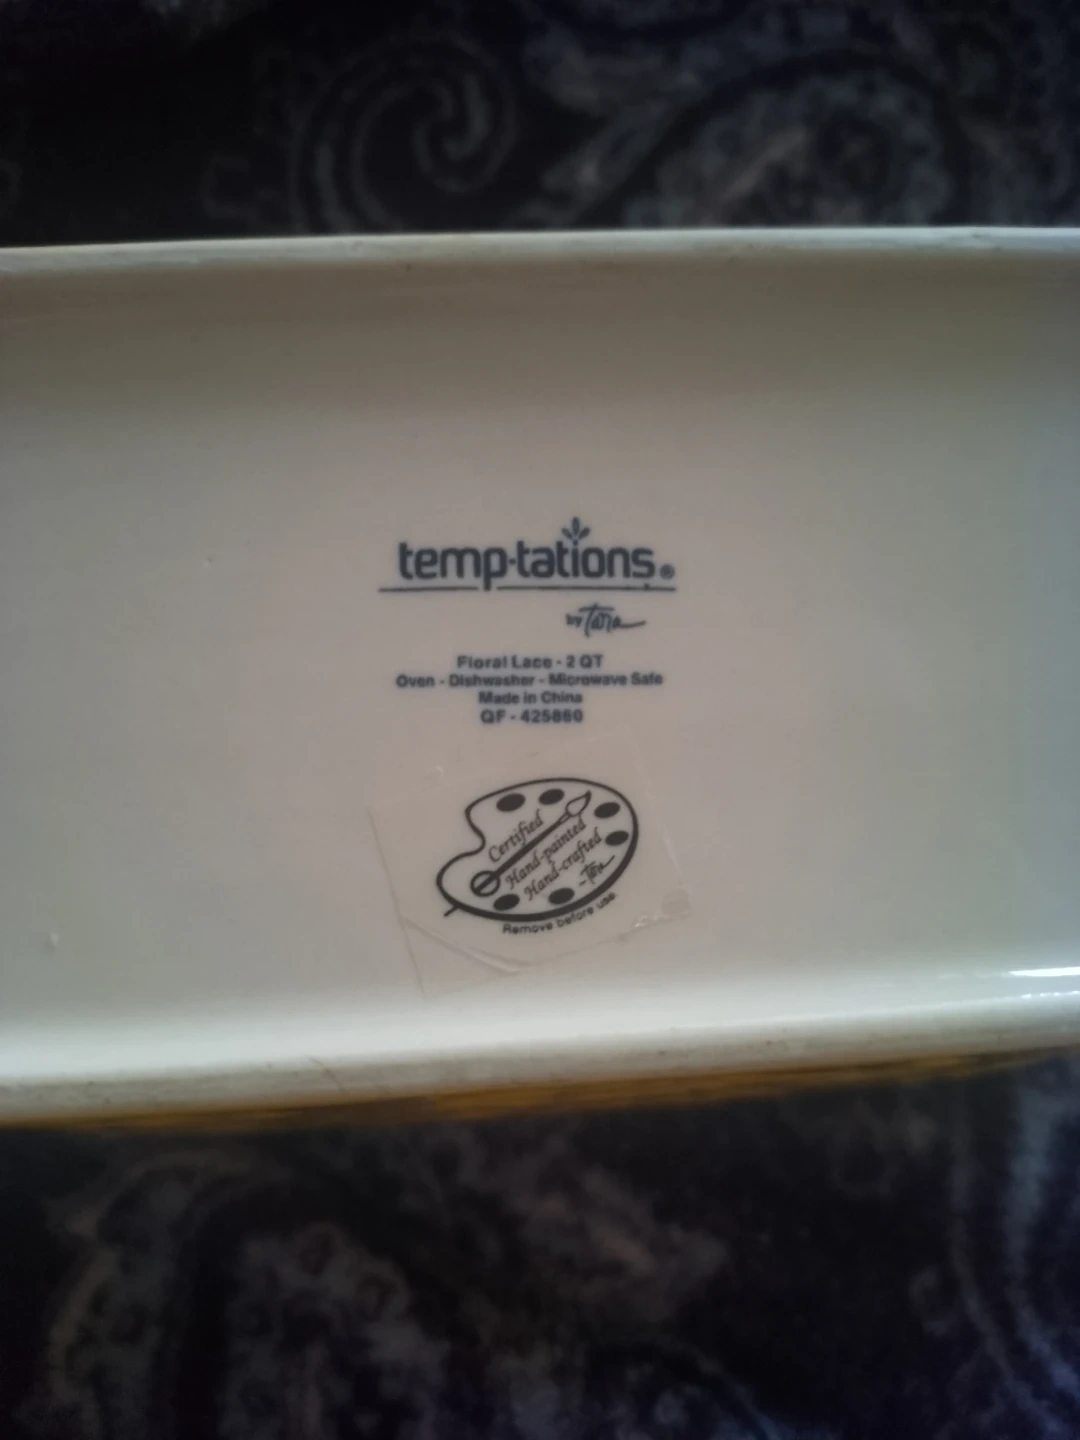 temp·tations®
by Tara
Floral Lace - 2 QT
Oven - Dishwasher - Microwave Safe
Made in China
QF - 425860
Certified
Hand-painted
Hand-crafted
-Tara
Remove before use